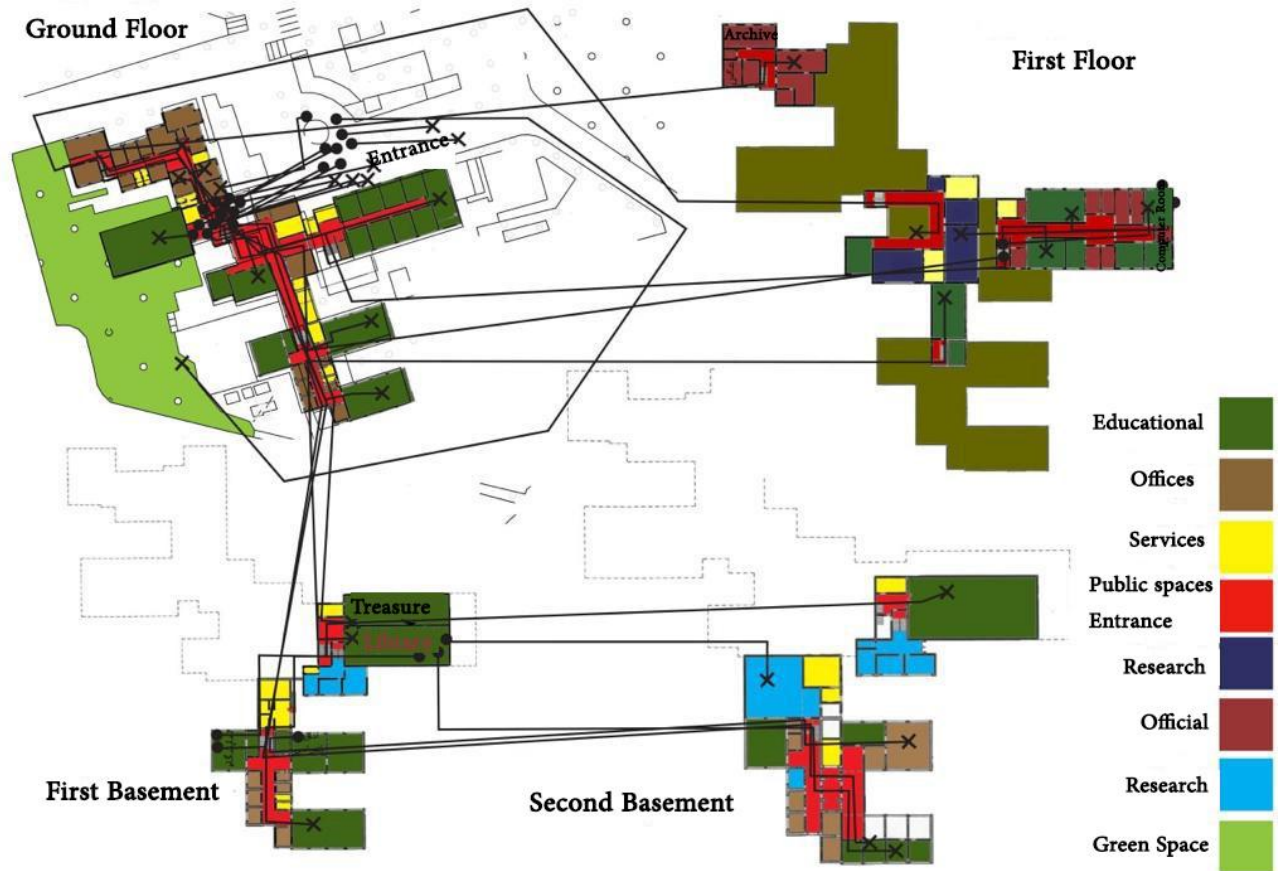 Ground Floor
Archive
First Floor
Entrance
Computer Room
Educational
Offices
Services
Public spaces
Entrance
Research
Official
Research
Green Space
Treasure
Library
First Basement
Second Basement